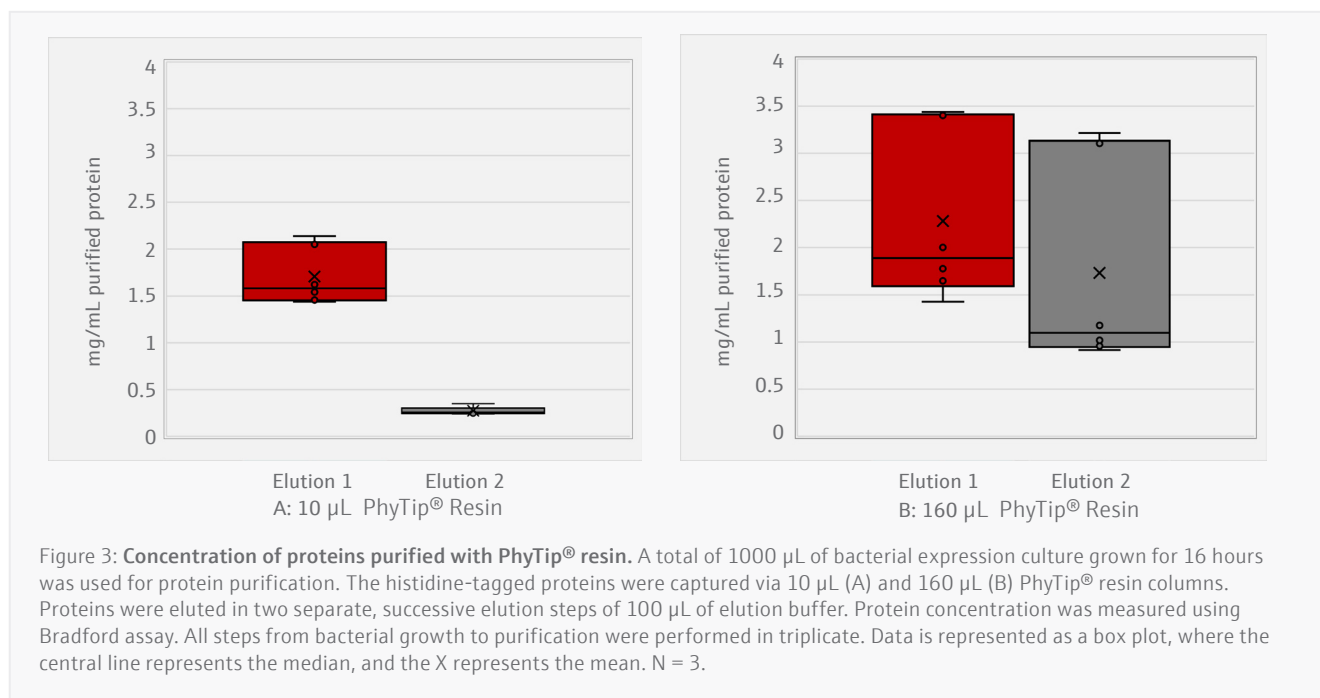 4
3.5
3
2.5
2
1.5
1
0.5
0
mg/mL purified protein
Elution 1 Elution 2
A: 10 µL PhyTip® Resin
4
3.5
3
2.5
2
1.5
1
0.5
0
mg/mL purified protein
Elution 1 Elution 2
B: 160 µL PhyTip® Resin
Figure 3: Concentration of proteins purified with PhyTip® resin. A total of 1000 µL of bacterial expression culture grown for 16 hours
was used for protein purification. The histidine-tagged proteins were captured via 10 µL (A) and 160 µL (B) PhyTip® resin columns.
Proteins were eluted in two separate, successive elution steps of 100 µL of elution buffer. Protein concentration was measured using
Bradford assay. All steps from bacterial growth to purification were performed in triplicate. Data is represented as a box plot, where the
central line represents the median, and the X represents the mean. N = 3.